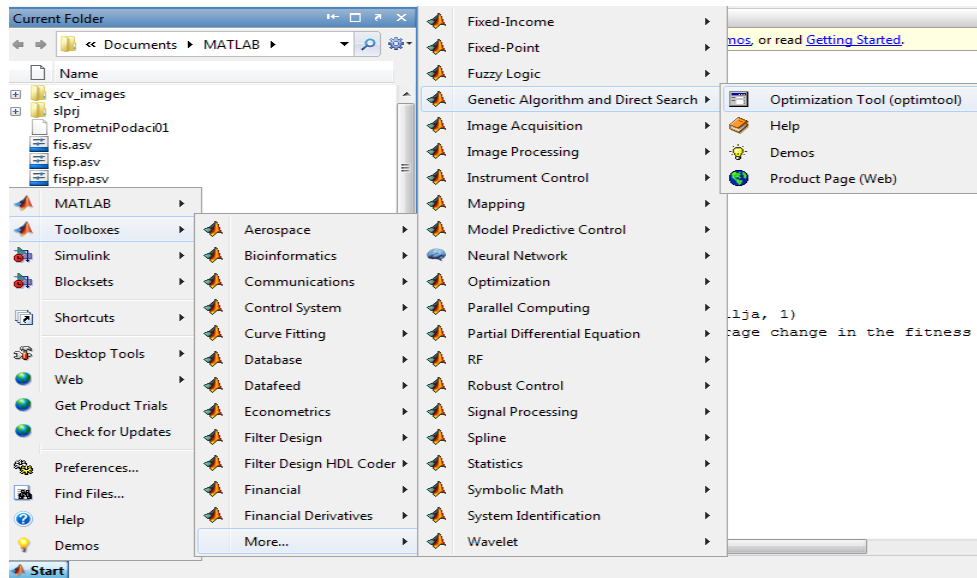 Current Folder
« Documents MATLAB
Name
scv_images
slprj
PrometniPodaci01
fis.asv
fisp.asv
fispp.asv
MATLAB
Toolboxes
Simulink
Blocksets
Shortcuts
Desktop Tools
Web
Get Product Trials
Check for Updates
Preferences...
Find Files...
Help
Demos
Start
Aerospace
Bioinformatics
Communications
Control System
Curve Fitting
Database
Datafeed
Econometrics
Filter Design
Filter Design HDL Coder
Financial
Financial Derivatives
More...
Fixed-Income
Fixed-Point
Fuzzy Logic
Genetic Algorithm and Direct Search
Image Acquisition
Image Processing
Instrument Control
Mapping
Model Predictive Control
Neural Network
Optimization
Parallel Computing
Partial Differential Equation
RF
Robust Control
Signal Processing
Spline
Statistics
Symbolic Math
System Identification
Wavelet
mos, or read Getting Started.
Optimization Tool (optimtool)
Help
Demos
Product Page (Web)
lja, 1)
rage change in the fitness